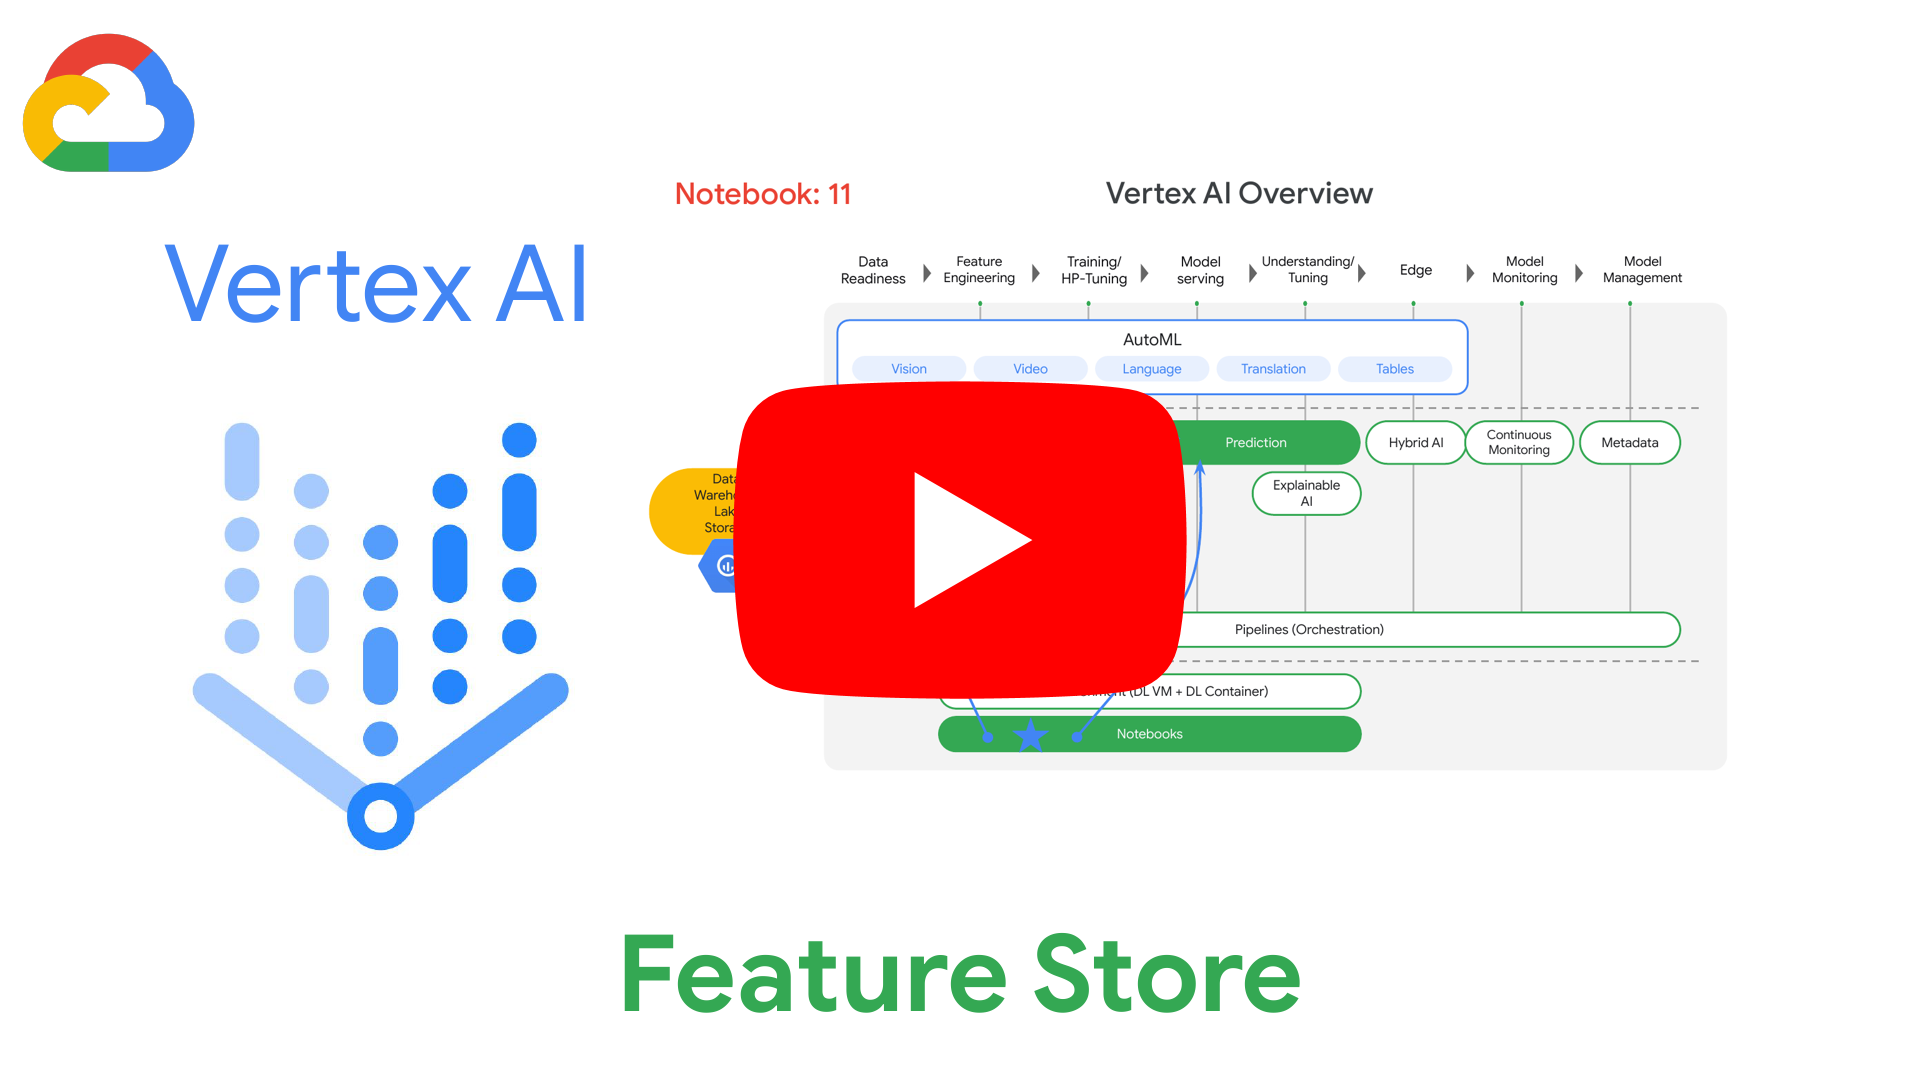 Notebook: 11
Vertex AI Overview
Vertex AI
Data
Readiness
Feature
Engineering
Training/
HP-Tuning
Model
serving
Understanding/
Tuning
Edge
Model
Monitoring
Model
Management
AutoML
Vision
Video
Language
Translation
Tables
Prediction
Hybrid AI
Continuous
Monitoring
Metadata
Explainable
AI
Data
Pipelines (Orchestration)
(DL VM + DL Container)
Notebooks
Feature Store